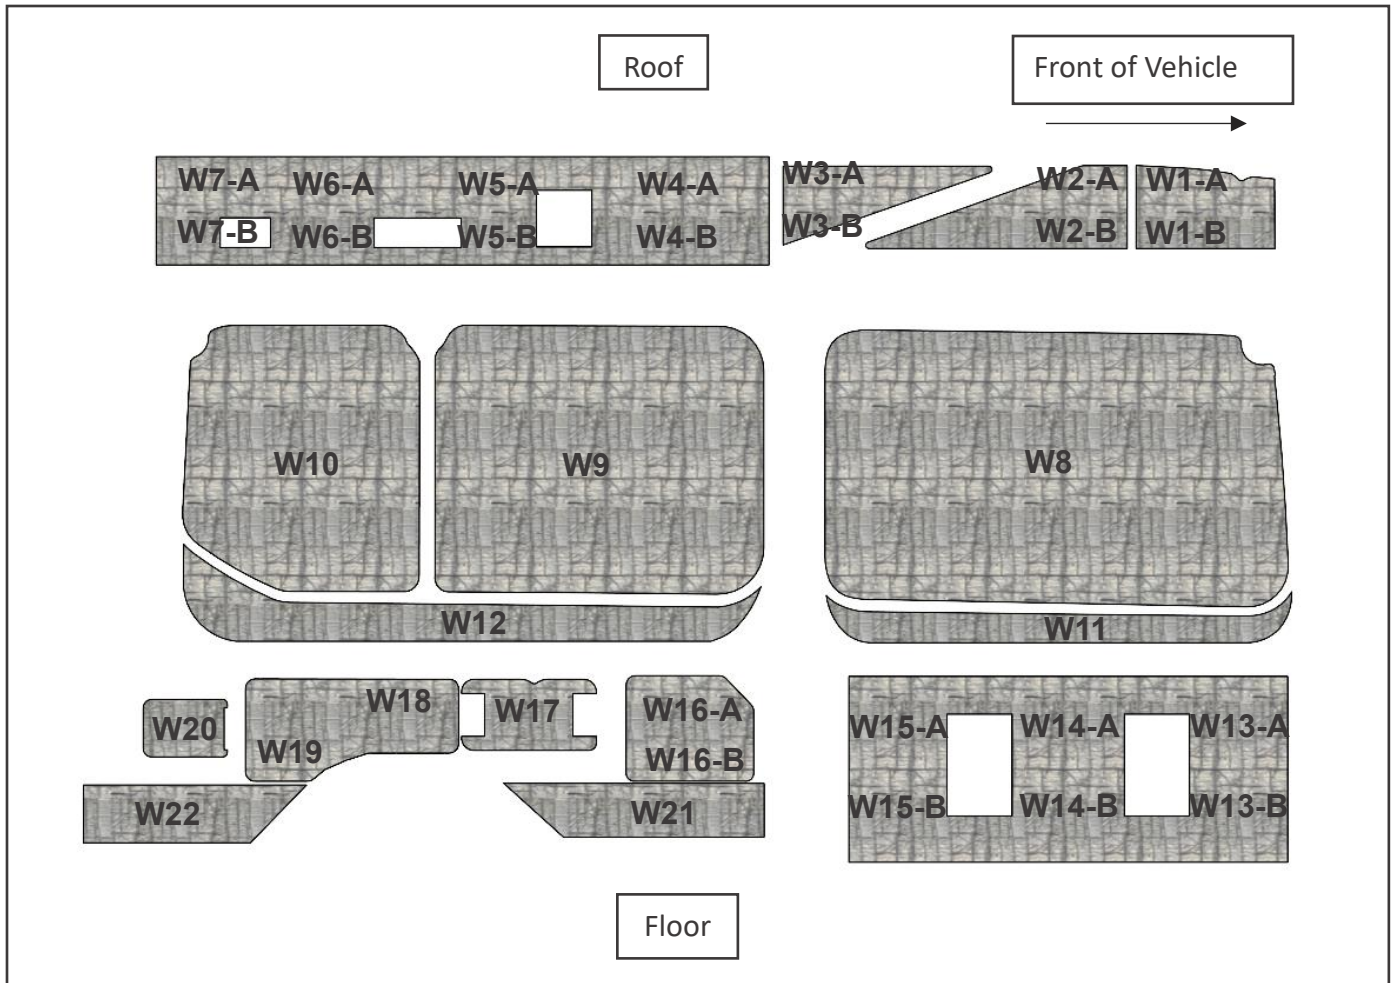 Roof
Front of Vehicle
W7-A W6-A W5-A W4-A W3-A W2-A W1-A
W7-B W6-B W5-B W4-B W3-B W2-B W1-B
W10 W9 W8
W12 W11
W20 W19 W18 W17 W16-A W15-A W14-A W13-A
W16-B W15-B W14-B W13-B
W22 W21
Floor